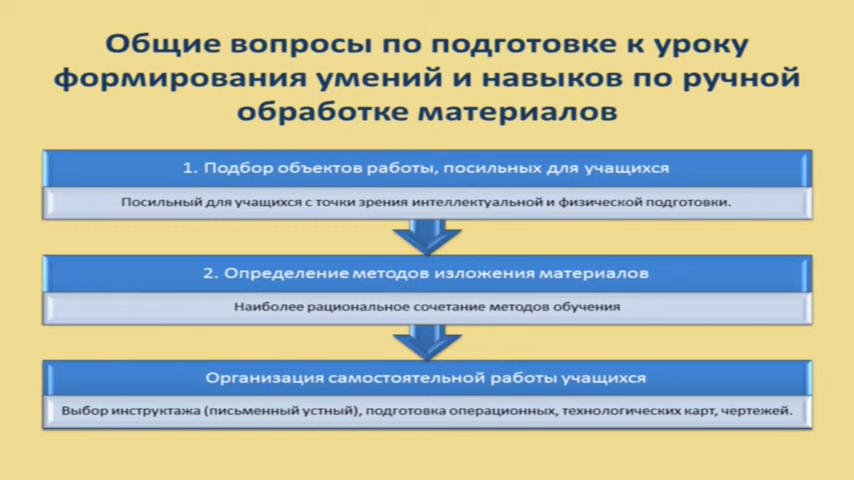 Общие вопросы по подготовке к уроку
формирования умений и навыков по ручной
обработке материалов
1. Подбор объектов работы, посильных для учащихся
Посильный для учащихся с точки зрения интеллектуальной и физической подготовки.
2. Определение методов изложения материалов
Наиболее рациональное сочетание методов обучения
Организация самостоятельной работы учащихся
Выбор инструктажа (письменный устный), подготовка операционных, технологических карт, чертежей.